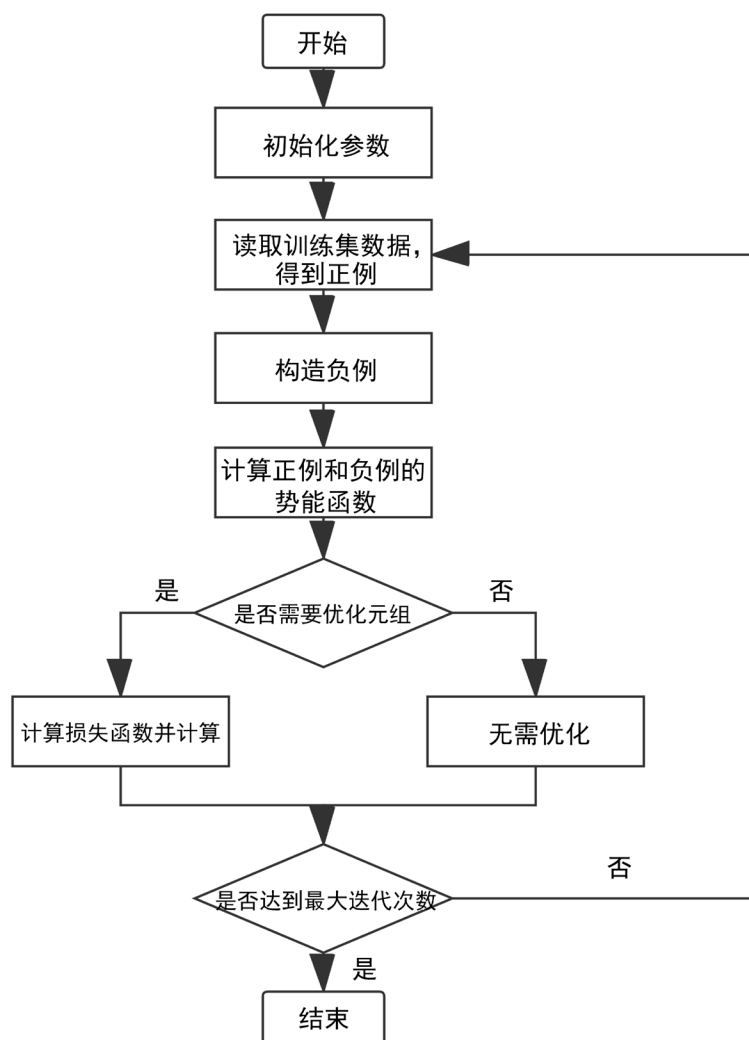 开始
初始化参数
读取训练集数据，
得到正例
构造负例
计算正例和负例的
势能函数
是否需要优化元组
是
否
计算损失函数并计算
无需优化
是否达到最大迭代次数
否
是
结束